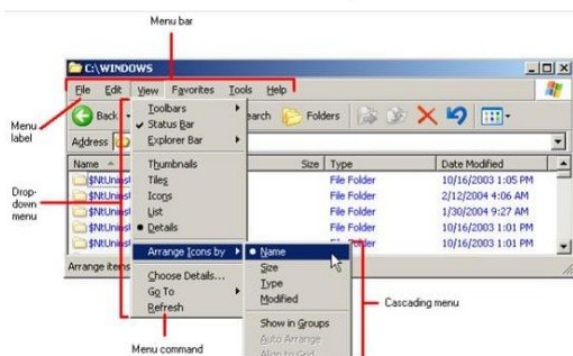 Menu bar
C:\WINDOWS
File Edit View Favorites Tools Help
Back Search Folders
Menu label
Address
Toolbars
Status Bar
Explorer Bar
Name Size Type Date Modified
Thumbnails
Tiles
Icons
List
Details
File Folder 10/16/2003 1:05 PM
File Folder 2/12/2004 4:06 AM
File Folder 1/30/2004 9:27 AM
File Folder 10/16/2003 1:01 PM
File Folder 10/16/2003 1:01 PM
Drop-
down
menu
Arrange Icons by
Name
Size
Type
Modified
Show in Groups
Auto Arrange
Align to Grid
Choose Details...
Go To
Refresh
Cascading menu
Menu command